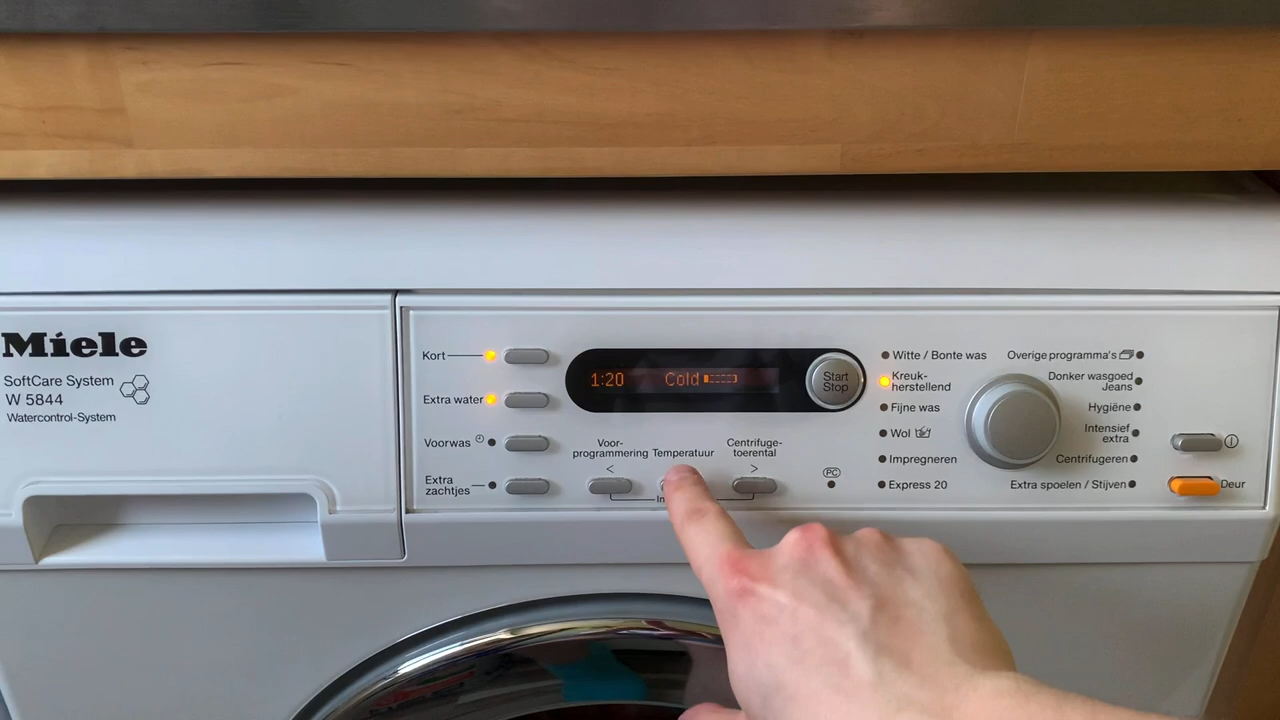 Miele
SoftCare System
W 5844
Watercontrol-System
Kort
Extra water
Voorwas
Extra
zachtjes
1:20 Cold
Start
Stop
Voor-
programmering
Temperatuur
Centrifuge-
toerental
<
>
In
PC
Witte / Bonte was
Kreuk-
herstellend
Fijne was
Wol
Impregneren
Express 20
Overige programma's
Donker wasgoed
Jeans
Hygiëne
Intensief
extra
Centrifugeren
Extra spoelen / Stijven
Deur